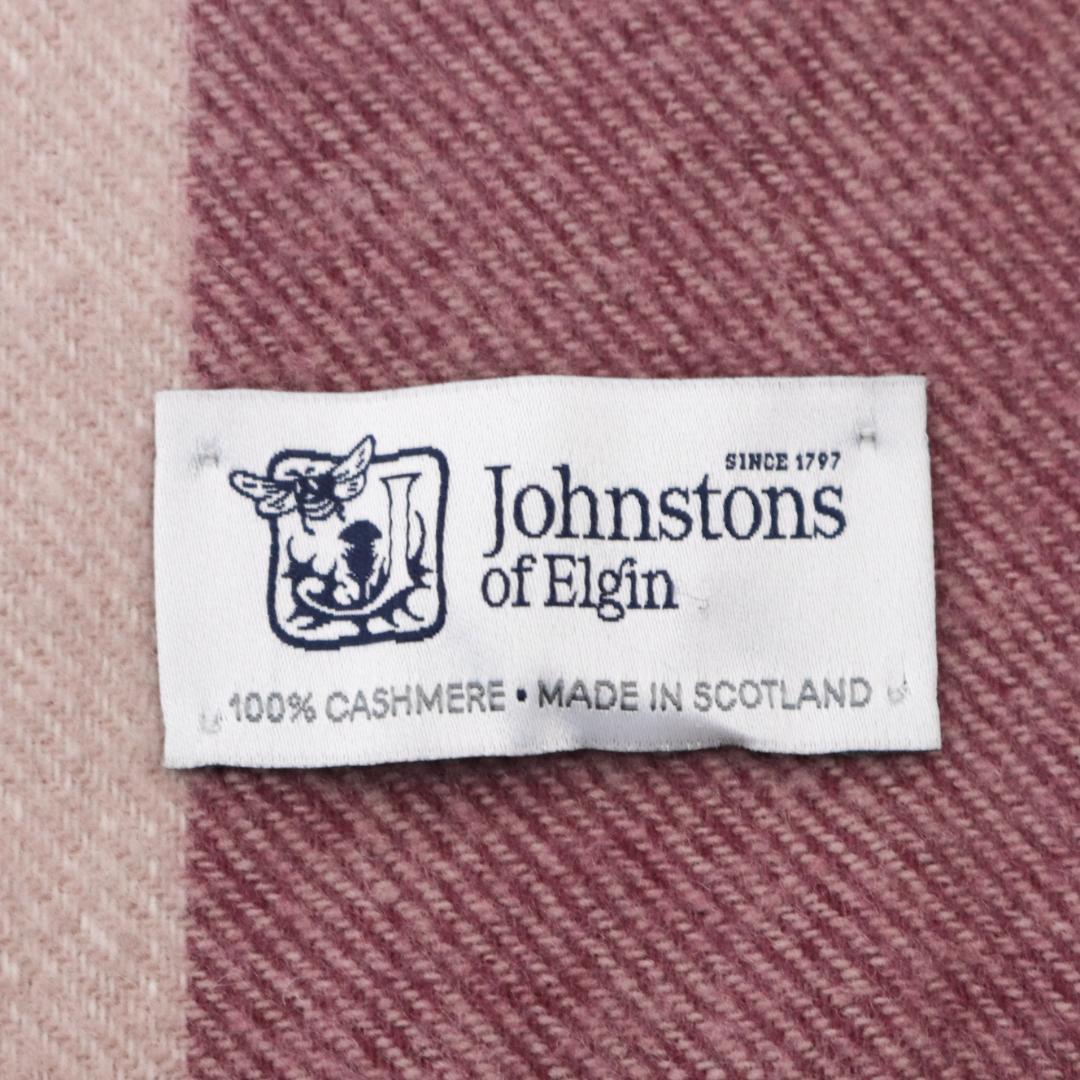 SINCE 1797
Johnstons
of Elgin
100% CASHMERE • MADE IN SCOTLAND